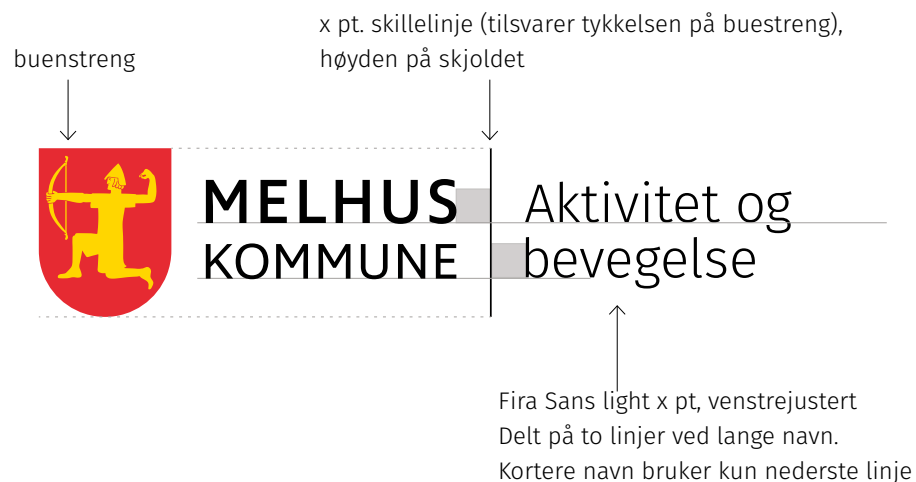 x pt. skillelinje (tilsvarer tykkelsen på buestreng),
høyden på skjoldet
buenstreng
MELHUS
KOMMUNE
Aktivitet og
bevegelse
Fira Sans light x pt, venstrejustert
Delt på to linjer ved lange navn.
Kortere navn bruker kun nederste linje